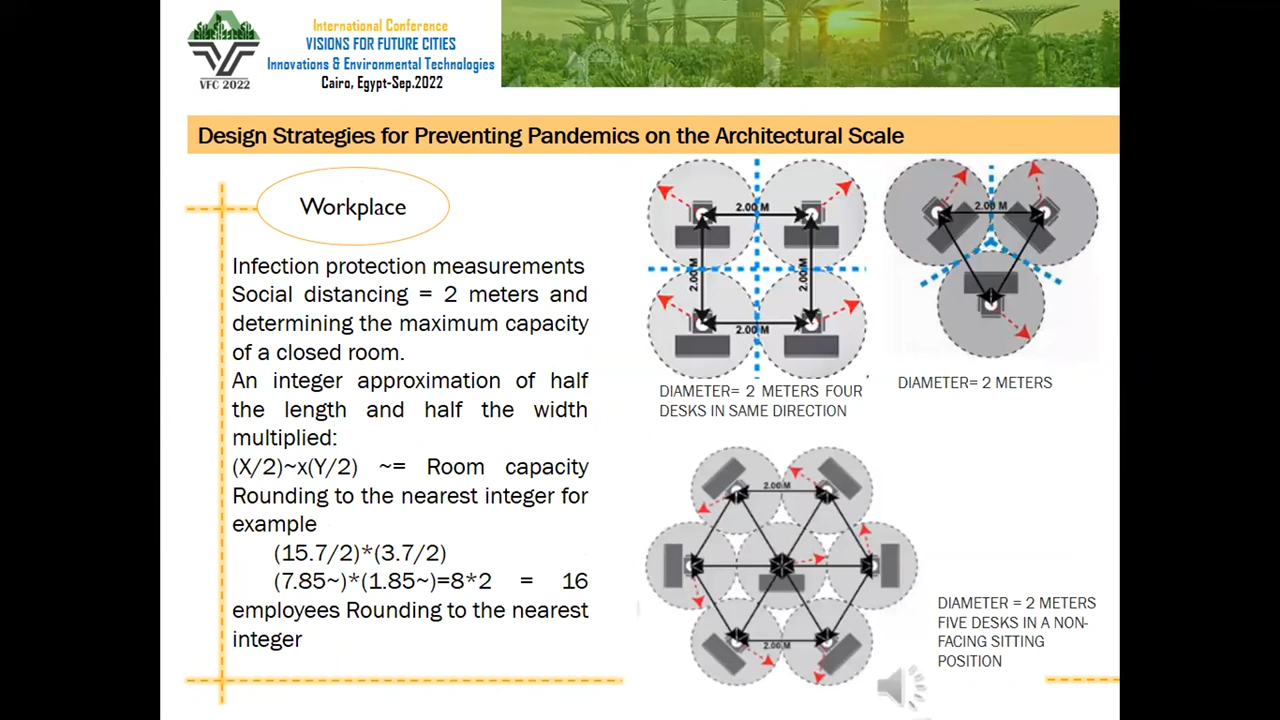 International Conference
VISIONS FOR FUTURE CITIES
Innovations & Environmental Technologies
Cairo, Egypt-Sep.2022
VFC 2022
Design Strategies for Preventing Pandemics on the Architectural Scale
Workplace
Infection protection measurements
Social distancing = 2 meters and
determining the maximum capacity
of a closed room.
An integer approximation of half
the length and half the width
multiplied:
(X/2)~x(Y/2) ~= Room capacity
Rounding to the nearest integer for
example
(15.7/2)*(3.7/2)
(7.85~)*(1.85~)=8*2 = 16
employees Rounding to the nearest
integer
2.00 M
2.00 M
2.00 M
2.00 M
DIAMETER= 2 METERS FOUR
DESKS IN SAME DIRECTION
2.00 M
DIAMETER= 2 METERS
2.00 M
2.00 M
DIAMETER = 2 METERS
FIVE DESKS IN A NON-
FACING SITTING
POSITION